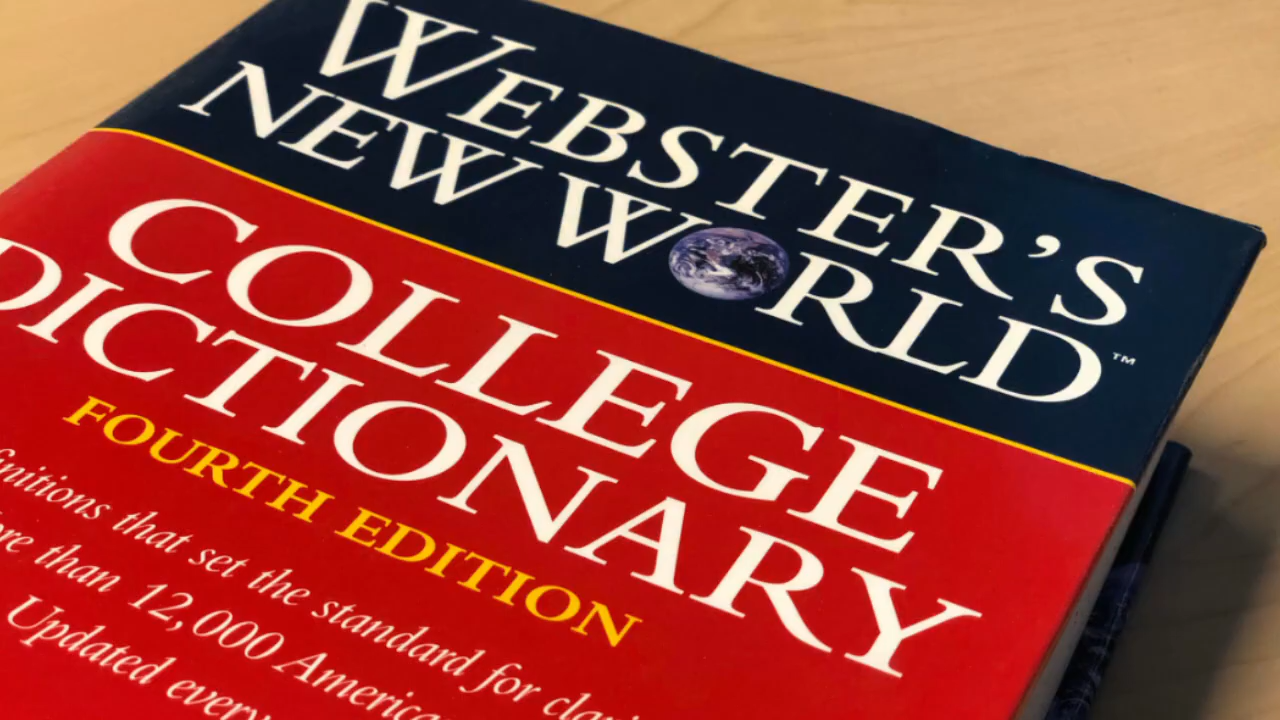 WEBSTER'S
NEW WORLD™
COLLEGE
DICTIONARY
FOURTH EDITION
that set the standard for
than 12,000
Updated